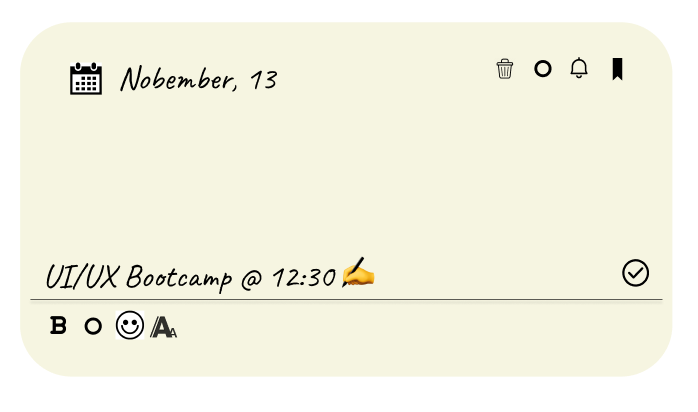 Nobember, 13
UI/UX Bootcamp @ 12:30 ✍️
B